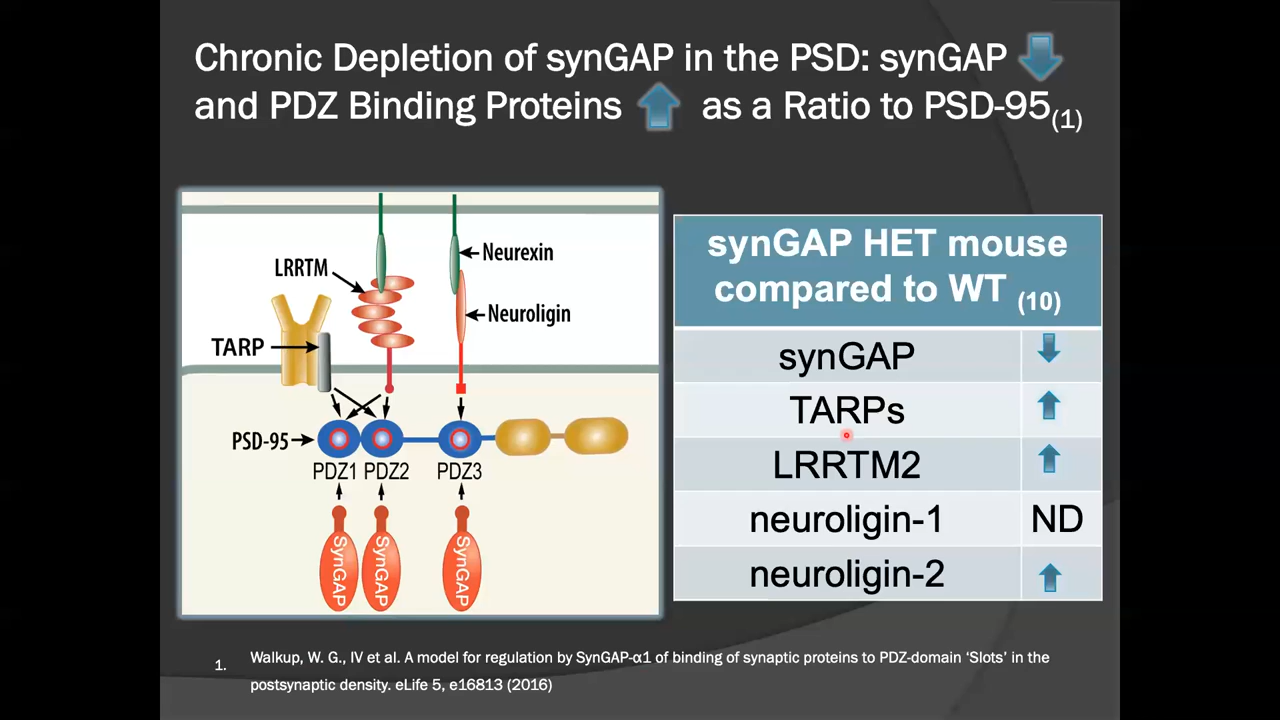 Chronic Depletion of synGAP in the PSD: synGAP
and PDZ Binding Proteins as a Ratio to PSD-95(1)
Neurexin
LRRTM
Neuroligin
TARP
PSD-95
PDZ1 PDZ2 PDZ3
SynGAP SynGAP SynGAP
synGAP HET mouse
compared to WT (10)
synGAP
TARPs
LRRTM2
neuroligin-1 ND
neuroligin-2
1. Walkup, W. G., IV et al. A model for regulation by SynGAP-α1 of binding of synaptic proteins to PDZ-domain ‘Slots’ in the
postsynaptic density. eLife 5, e16813 (2016)